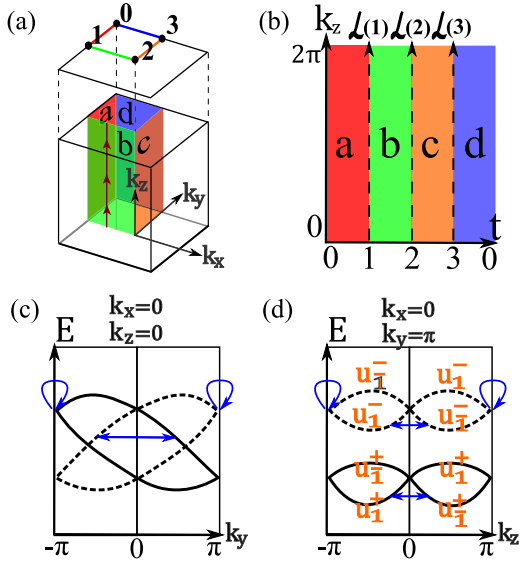 (a)
0
3
1
2
a
d
b
c
k_z
k_y
k_x
(b)
k_z
ℒ(1) ℒ(2) ℒ(3)
2π
a b c d
0
t
0 1 2 3 0
(c)
k_x=0
k_z=0
E
k_y
-π 0 π
(d)
k_x=0
k_y=π
E
u_1̄^-
u_1^- u_1̄^-
u_1̄^+ u_1^+
u_1^+ u_1̄^+
k_z
-π 0 π